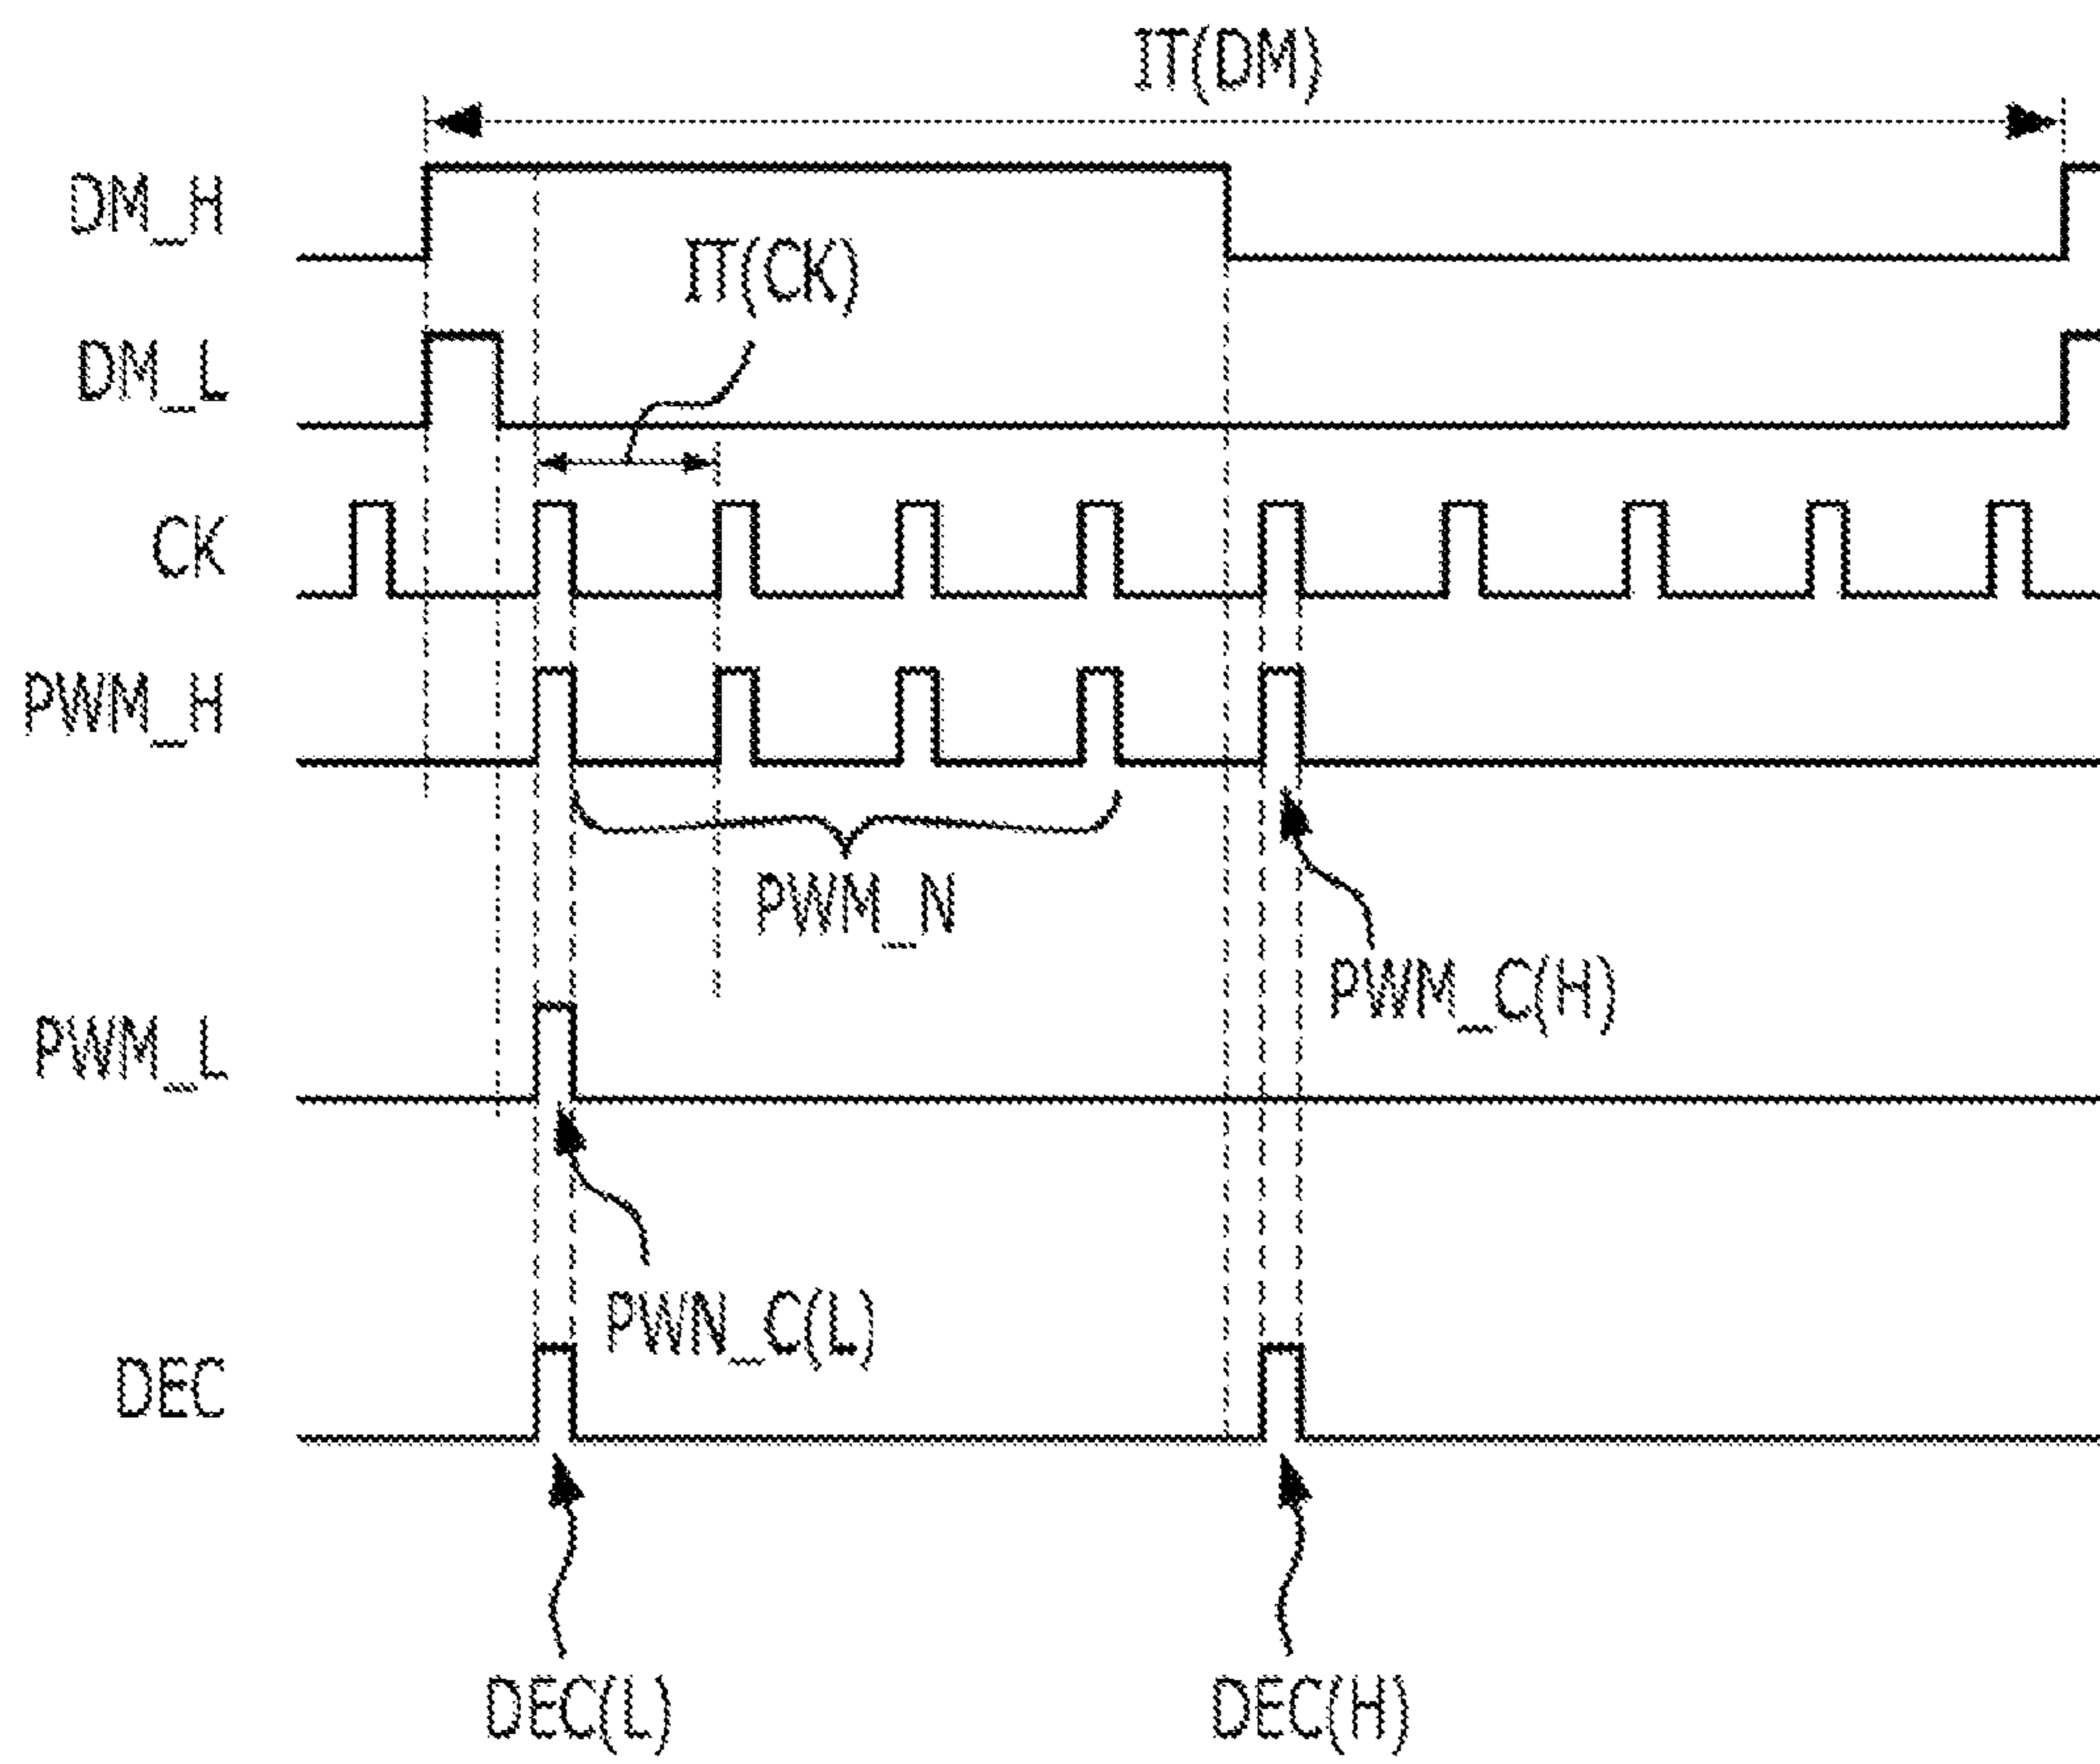 IT(DM)
DM_H
IT(CK)
DM_L
CK
PWM_H
PWM_N
PWM_C(H)
PWM_L
PWN_C(L)
DEC
DEC(L)
DEC(H)